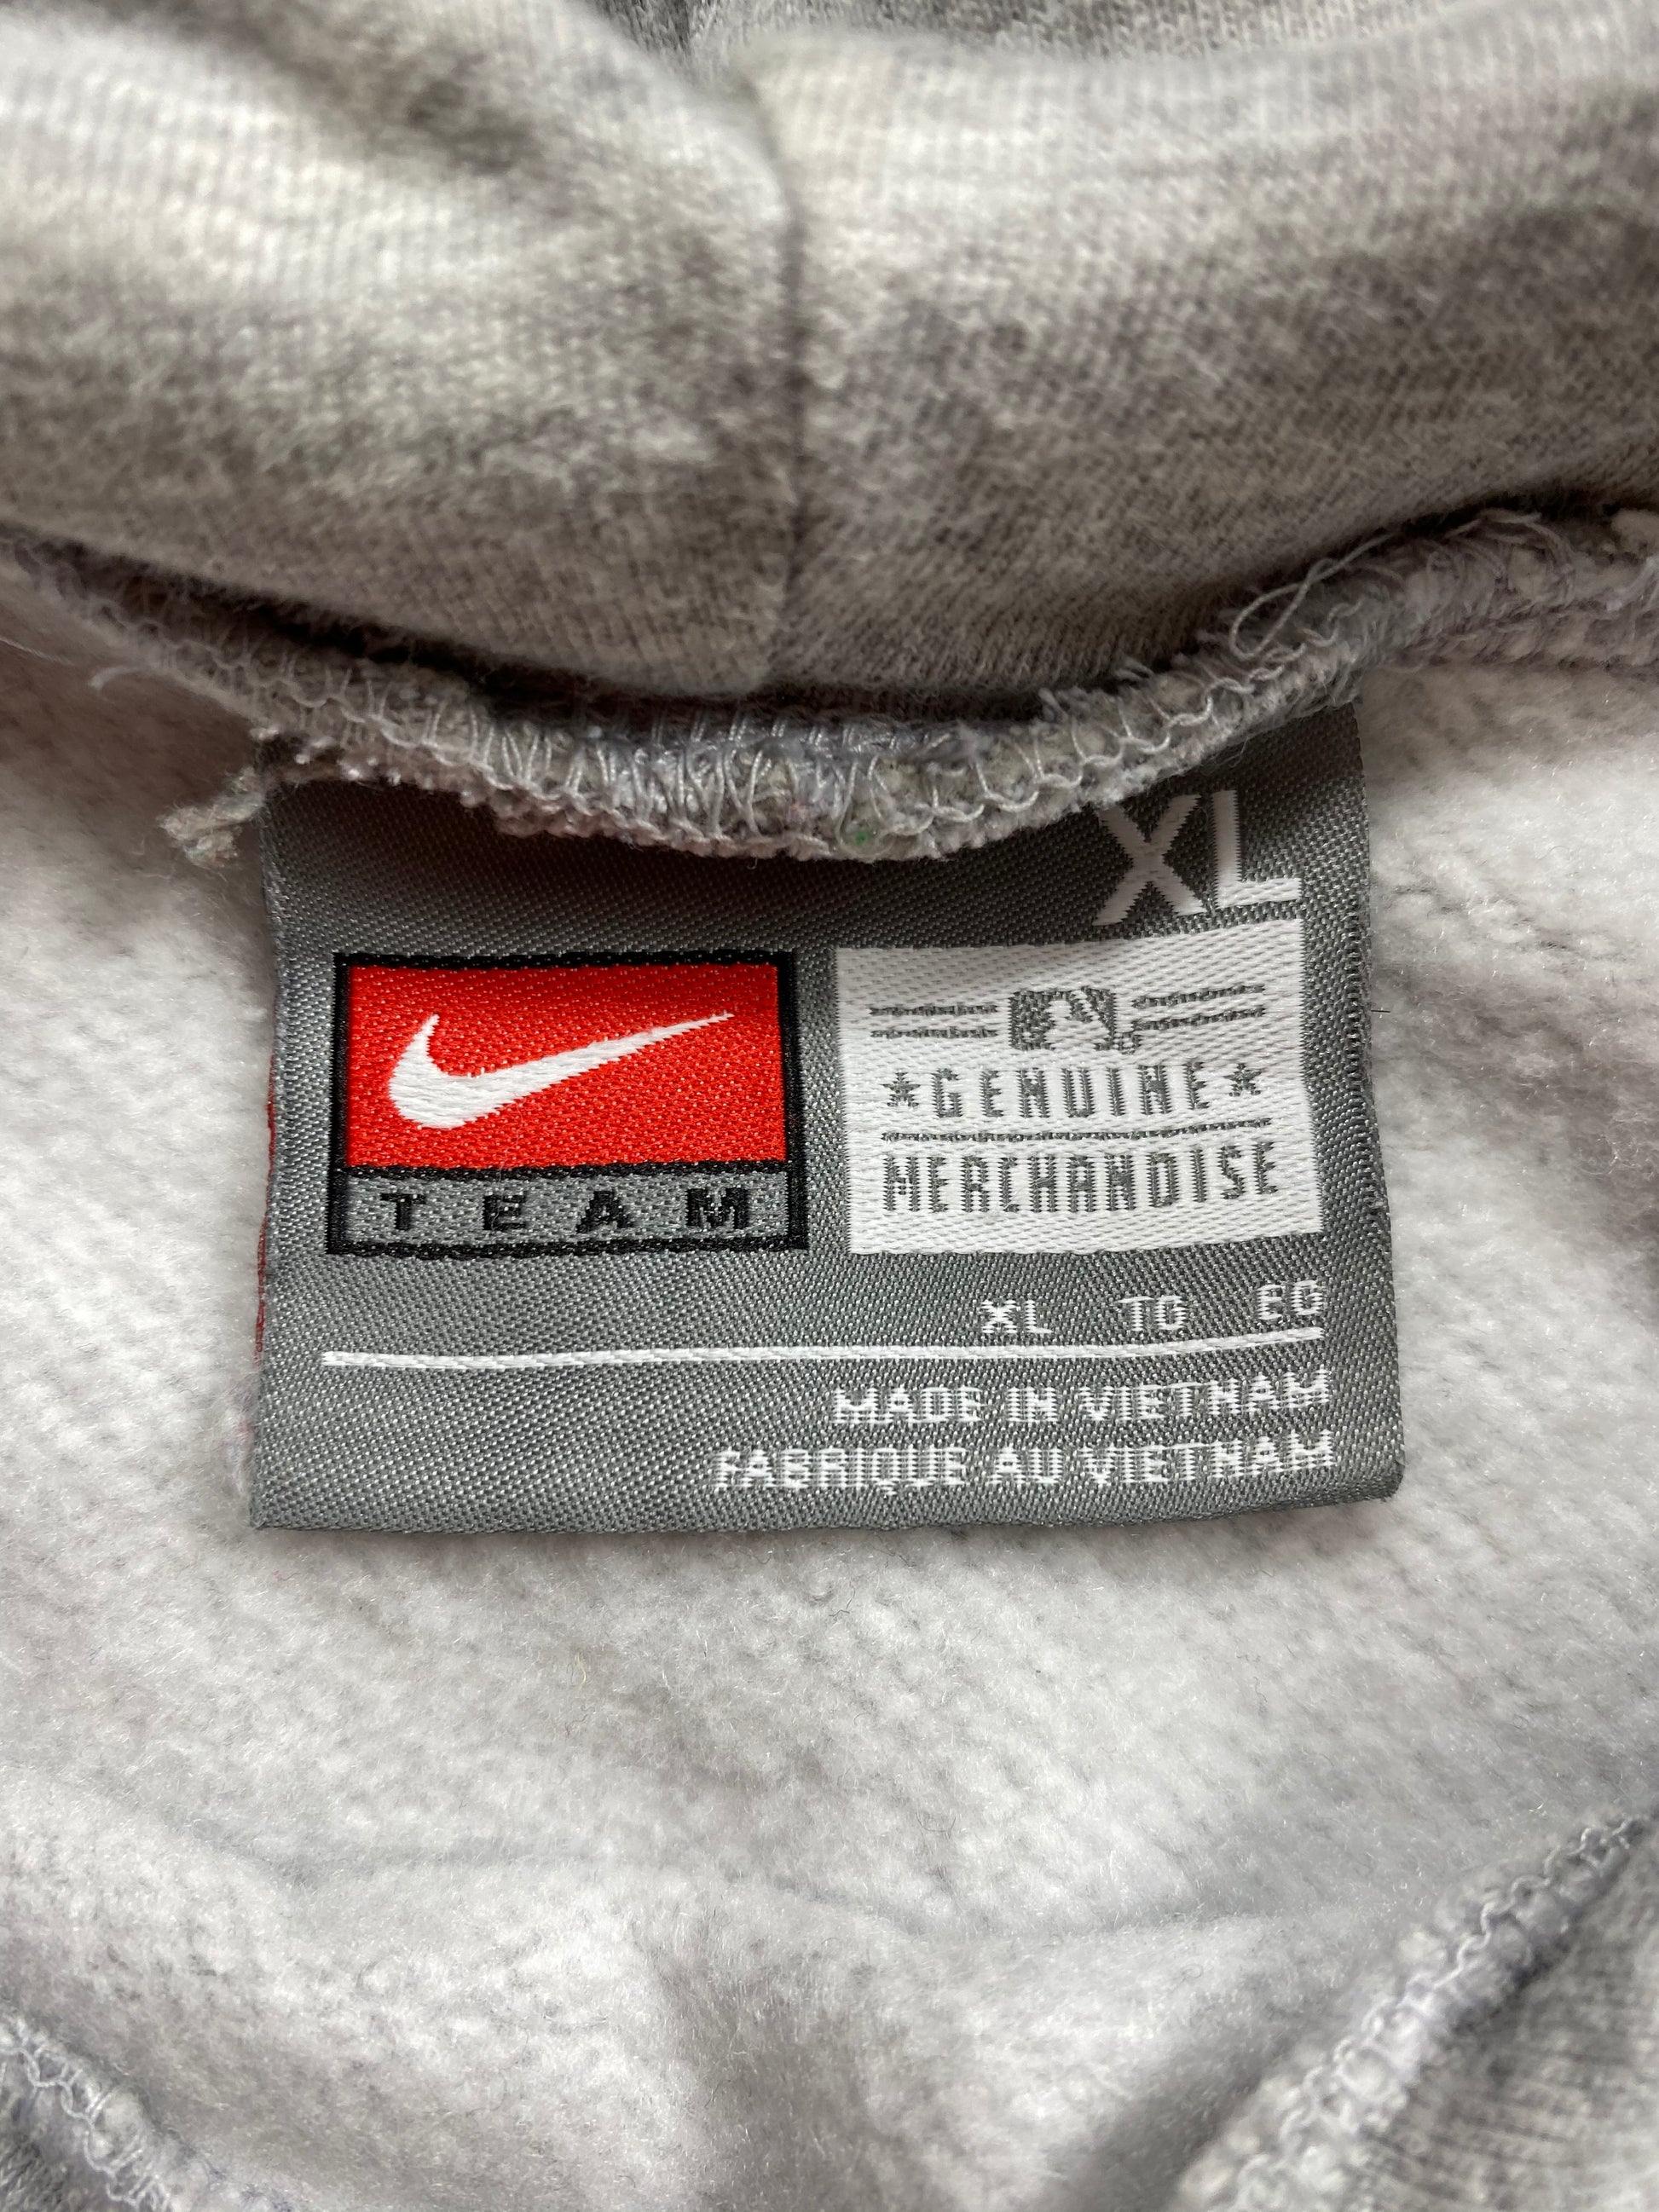 XL
TEAM
GENUINE
MERCHANDISE
XL TG EG
MADE IN VIETNAM
FABRIQUE AU VIETNAM